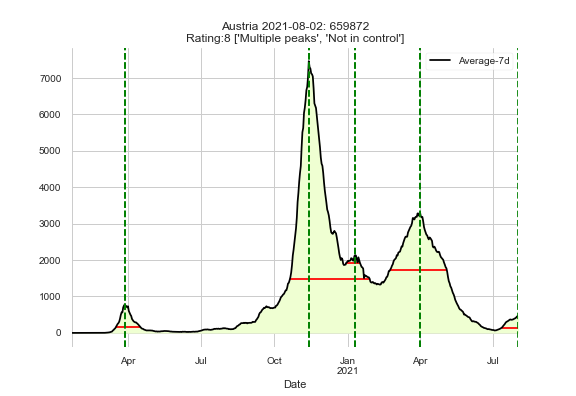 Austria 2021-08-02: 659872
Rating:8 ['Multiple peaks', 'Not in control']
Average-7d
7000
6000
5000
4000
3000
2000
1000
0
Apr
Jul
Oct
Jan
2021
Apr
Jul
Date